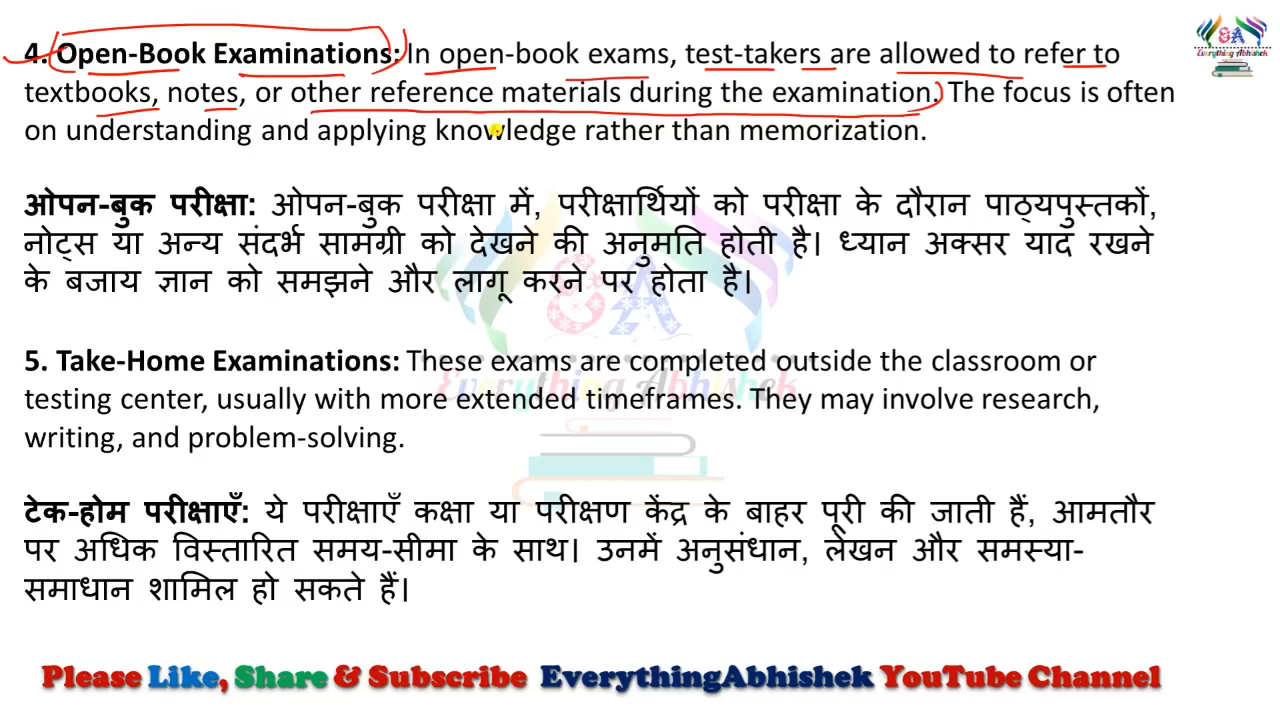 4. Open-Book Examinations: In open-book exams, test-takers are allowed to refer to
textbooks, notes, or other reference materials during the examination. The focus is often
on understanding and applying knowledge rather than memorization.
ओपन-बुक परीक्षा: ओपन-बुक परीक्षा में, परीक्षार्थियों को परीक्षा के दौरान पाठ्यपुस्तकों,
नोट्स या अन्य संदर्भ सामग्री को देखने की अनुमति होती है। ध्यान अक्सर याद रखने
के बजाय ज्ञान को समझने और लागू करने पर होता है।
5. Take-Home Examinations: These exams are completed outside the classroom or
testing center, usually with more extended timeframes. They may involve research,
writing, and problem-solving.
टेक-होम परीक्षाएँ: ये परीक्षाएँ कक्षा या परीक्षण केंद्र के बाहर पूरी की जाती हैं, आमतौर
पर अधिक विस्तारित समय-सीमा के साथ। उनमें अनुसंधान, लेखन और समस्या-
समाधान शामिल हो सकते हैं।
Please Like, Share & Subscribe EverythingAbhishek YouTube Channel
&A
Everything Abhishek
&A
Everything Abhishek